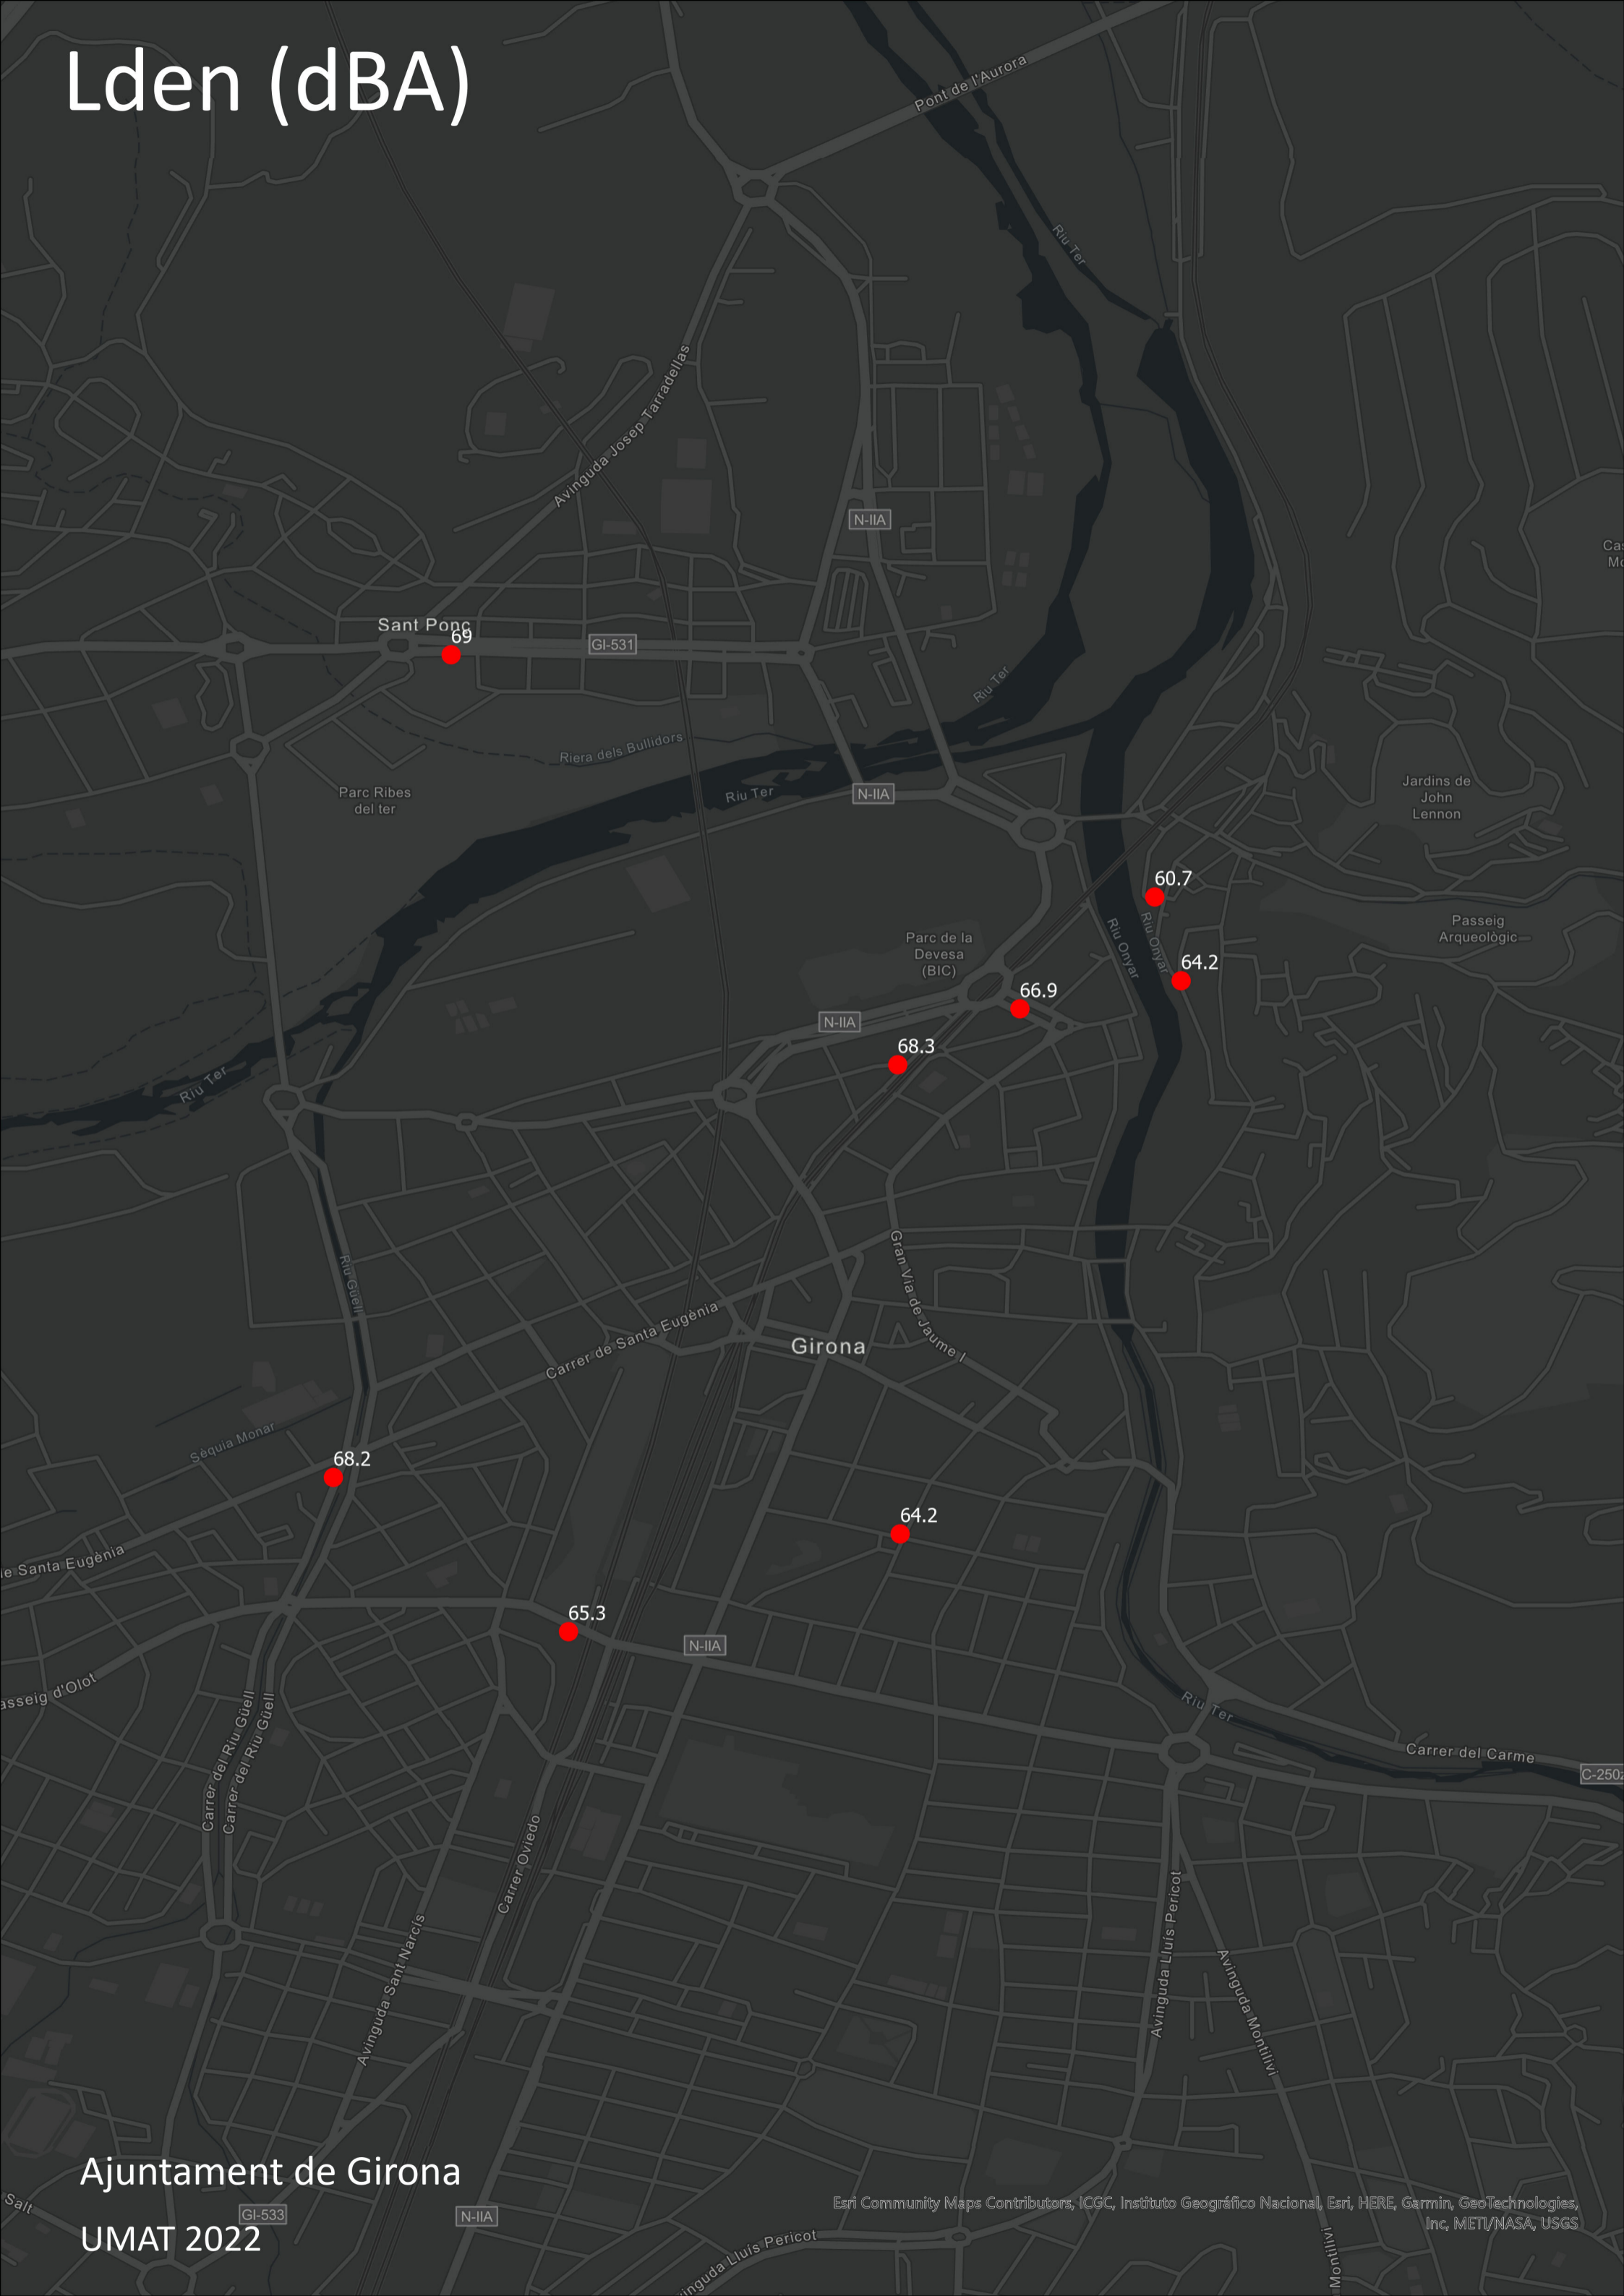 Lden (dBA)
Pont de l'Aurora
Riu Ter
Avinguda Josep Tarradellas
N-IIA
Sant Ponç
69
GI-531
Riu Ter
Riera dels Bullidors
Riu Ter
N-IIA
Parc Ribes
del ter
Jardins de
John
Lennon
60.7
Passeig
Arqueològic
Riu Onyar
Riu Onyar
Parc de la
Devesa
(BIC)
64.2
66.9
N-IIA
68.3
Riu Ter
Riu Güell
Gran Via de Jaume I
Carrer de Santa Eugènia
Girona
Sèquia Monar
68.2
64.2
Santa Eugènia
65.3
N-IIA
d'Olot
Carrer del Riu Güell
Carrer del Riu Güell
Riu Ter
Carrer del Carme
Carrer Oviedo
Avinguda Sant Narcís
Avinguda Lluís Pericot
Avinguda Montilivi
Ajuntament de Girona
Salt
GI-533
N-IIA
UMAT 2022
Lluís Pericot
Esri Community Maps Contributors, ICGC, Instituto Geográfico Nacional, Esri, HERE, Garmin, GeoTechnologies,
Inc, METI/NASA, USGS